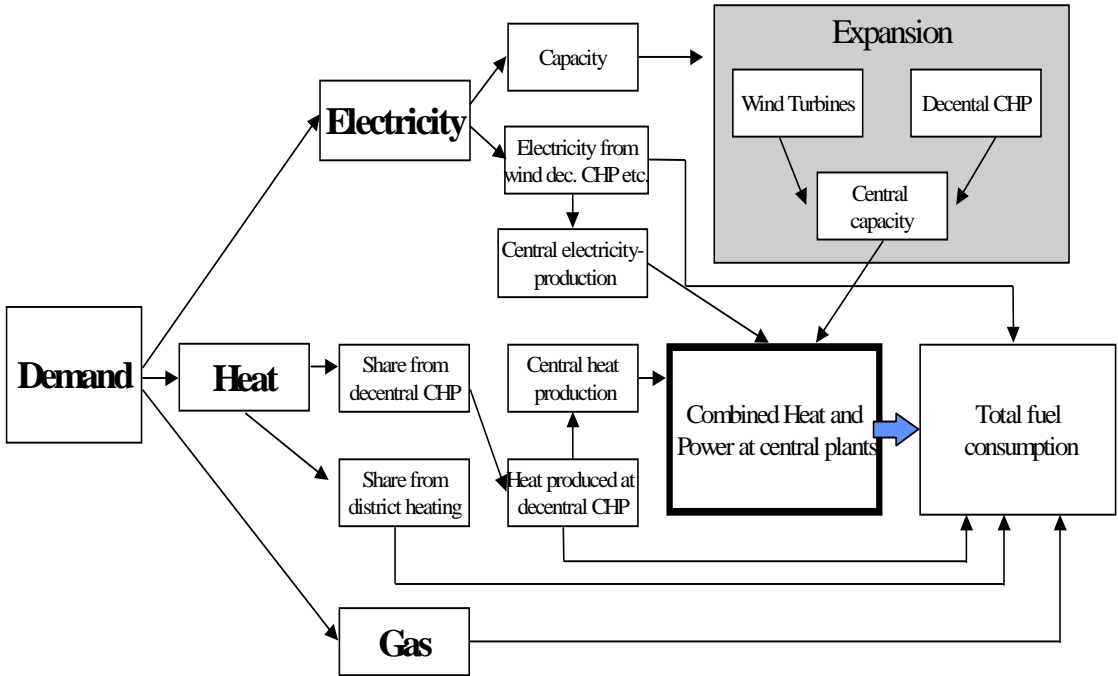 Expansion
Capacity
Wind Turbines
Decental CHP
Electricity
Electricity from
wind dec. CHP etc.
Central
capacity
Central electricity-
production
Demand
Heat
Share from
decentral CHP
Central heat
production
Combined Heat and
Power at central plants
Total fuel
consumption
Share from
district heating
Heat produced at
decentral CHP
Gas